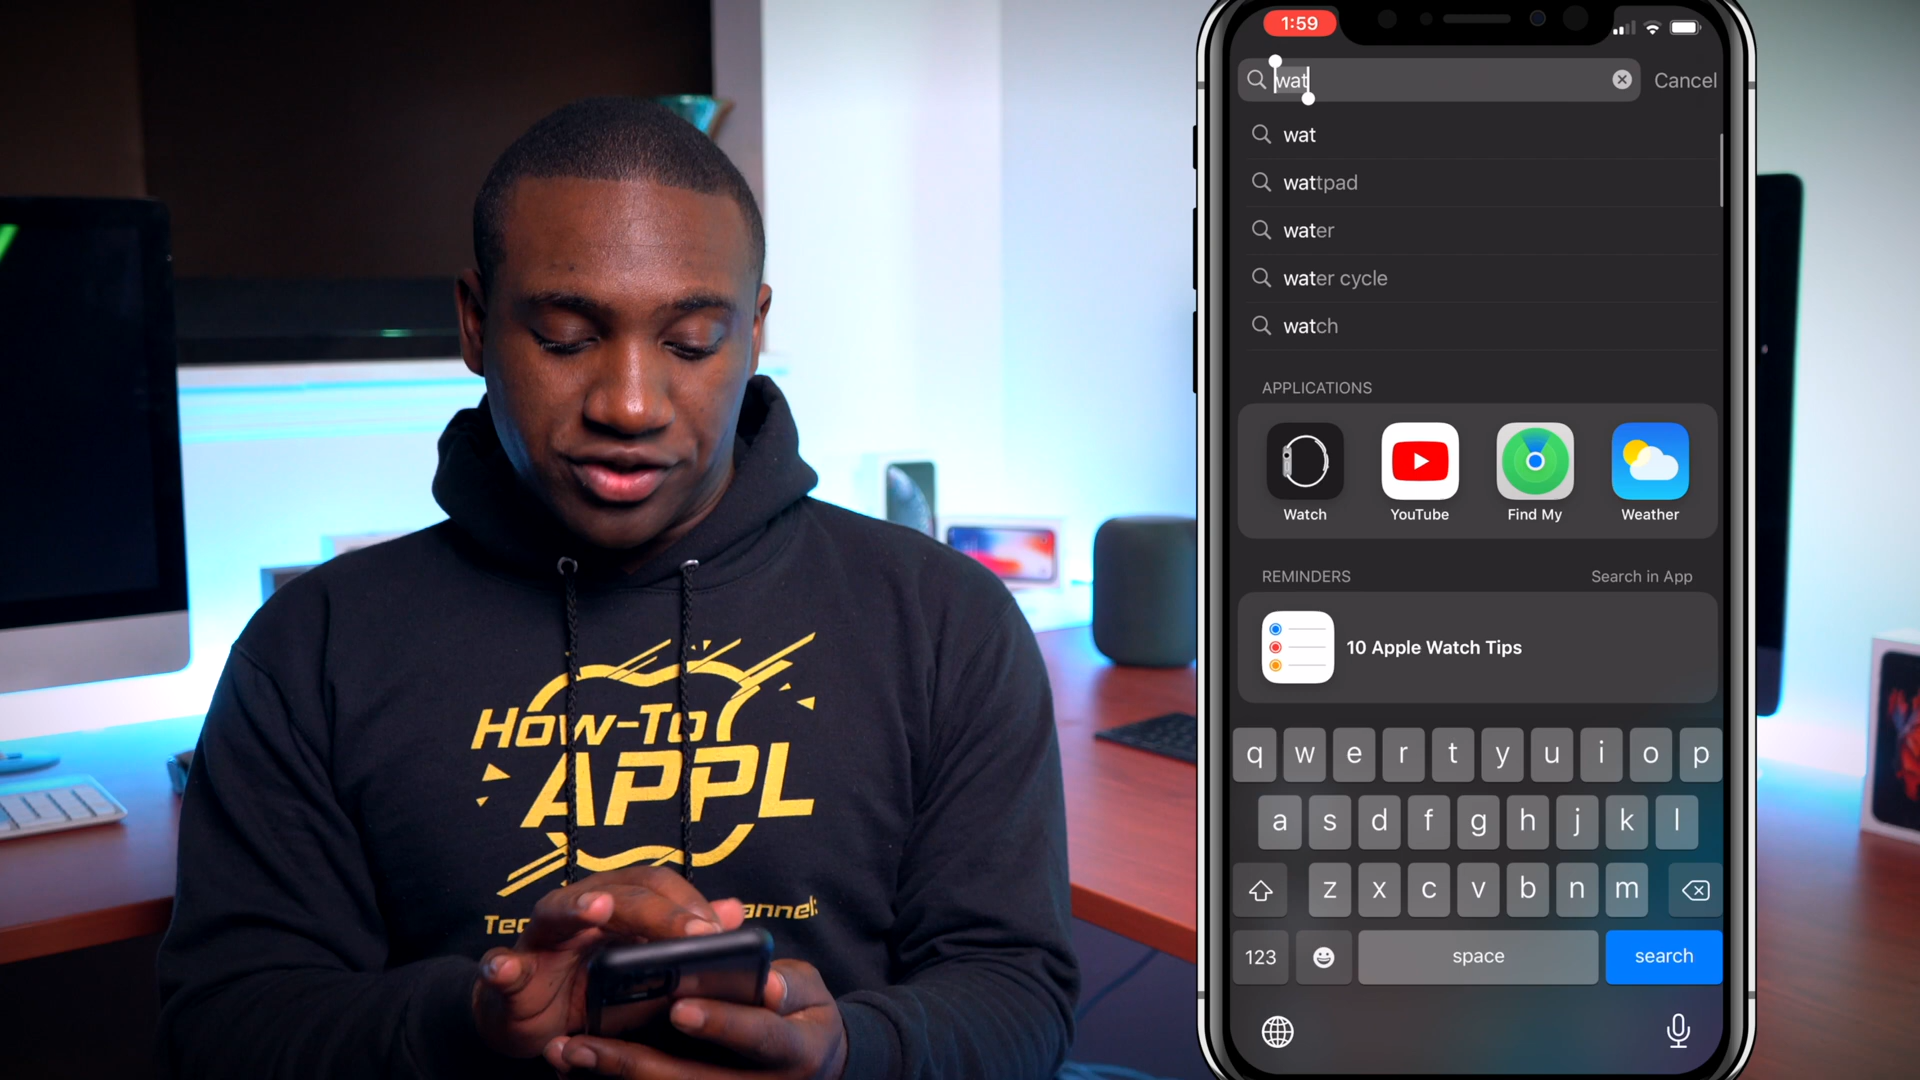 1:59
wat
Cancel
wat
wattpad
water
water cycle
watch
APPLICATIONS
Watch
YouTube
Find My
Weather
REMINDERS
Search in App
10 Apple Watch Tips
q w e r t y u i o p
a s d f g h j k l
z x c v b n m
123
space
search
HOW-TO
APPL